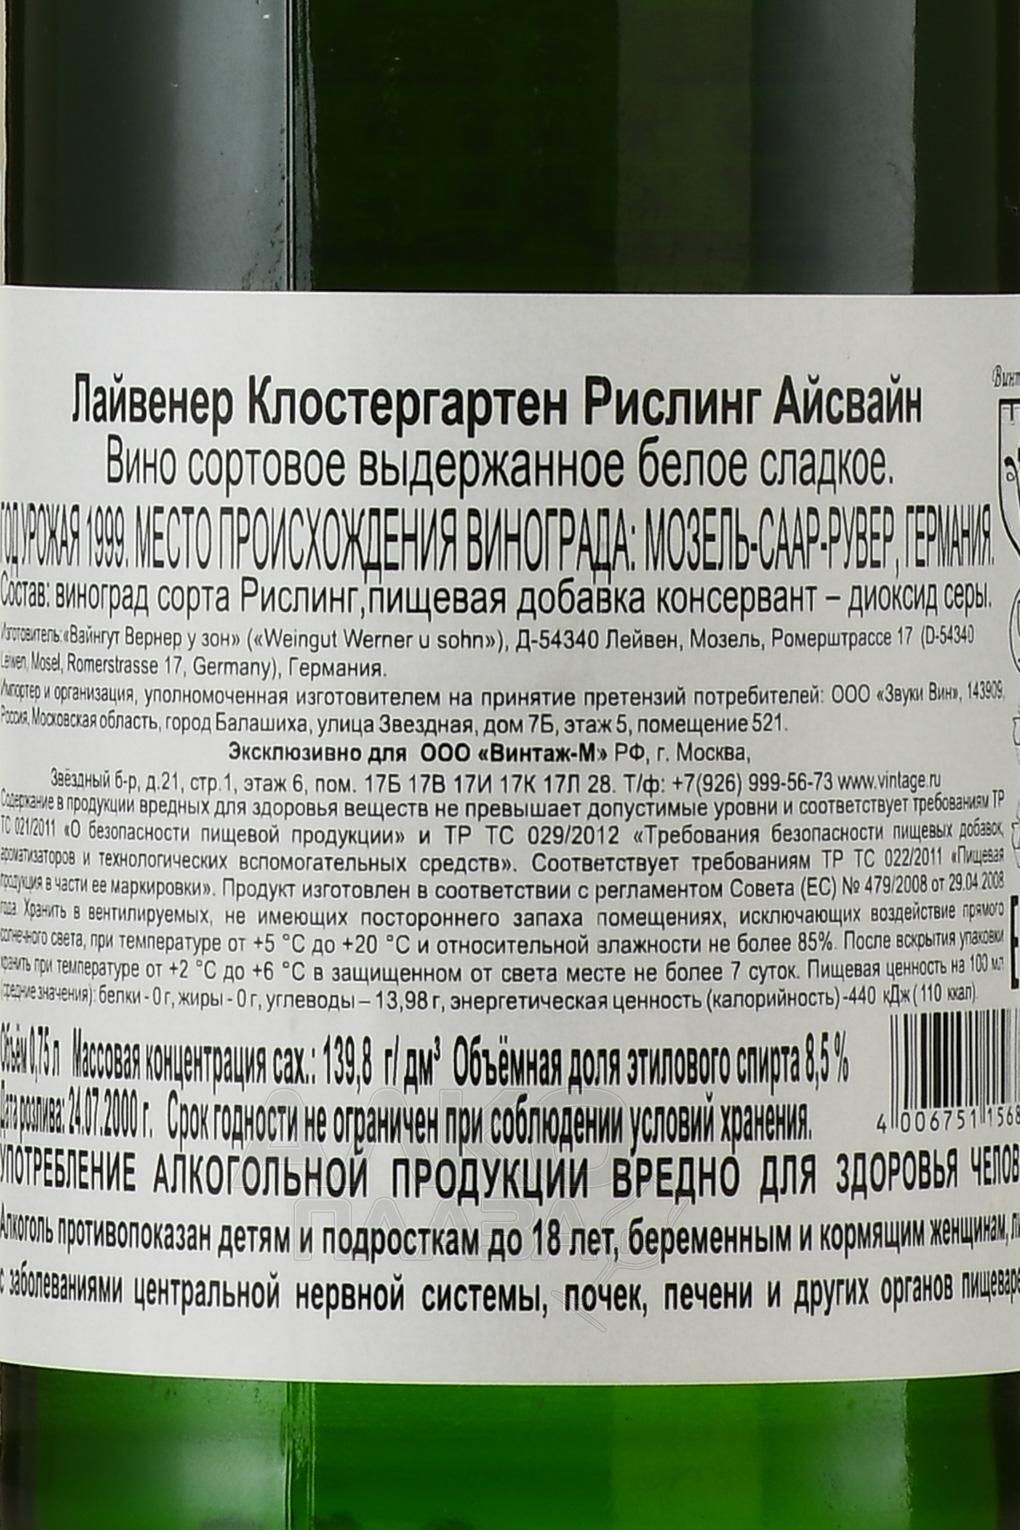 Лайвенер Клостергартен Рислинг Айсвайн
Вино сортовое выдержанное белое сладкое.
ГОД УРОЖАЯ 1999. МЕСТО ПРОИСХОЖДЕНИЯ ВИНОГРАДА: МОЗЕЛЬ-СААР-РУВЕР, ГЕРМАНИЯ.
Состав: виноград сорта Рислинг,пищевая добавка консервант – диоксид серы.
Изготовитель:«Вайнгут Вернер у зон» («Weingut Werner u sohn»), Д-54340 Лейвен, Мозель, Ромерштрассе 17 (D-54340
Leiwen, Mosel, Romerstrasse 17, Germany), Германия.
Импортер и организация, уполномоченная изготовителем на принятие претензий потребителей: ООО «Звуки Вин», 143909,
Россия, Московская область, город Балашиха, улица Звездная, дом 7Б, этаж 5, помещение 521.
Эксклюзивно для ООО «Винтаж-М» РФ, г. Москва,
Звёздный б-р, д.21, стр.1, этаж 6, пом. 17Б 17В 17И 17К 17Л 28. Т/ф: +7(926) 999-56-73 www.vintage.ru
Содержание в продукции вредных для здоровья веществ не превышает допустимые уровни и соответствует требованиям ТР
ТС 021/2011 «О безопасности пищевой продукции» и ТР ТС 029/2012 «Требования безопасности пищевых добавок,
ароматизаторов и технологических вспомогательных средств». Соответствует требованиям ТР ТС 022/2011 «Пищевая
продукция в части ее маркировки». Продукт изготовлен в соответствии с регламентом Совета (ЕС) № 479/2008 от 29.04.2008
года. Хранить в вентилируемых, не имеющих постороннего запаха помещениях, исключающих воздействие прямого
солнечного света, при температуре от +5 °С до +20 °С и относительной влажности не более 85%. После вскрытия упаковки
хранить при температуре от +2 °С до +6 °С в защищенном от света месте не более 7 суток. Пищевая ценность на 100 мл
(средние значения): белки - 0 г, жиры - 0 г, углеводы – 13,98 г, энергетическая ценность (калорийность) -440 кДж ( 110 ккал).
Объём 0,75 л Массовая концентрация сах.: 139,8 г/ дм³ Объёмная доля этилового спирта 8,5 %
Дата розлива: 24.07.2000 г. Срок годности не ограничен при соблюдении условий хранения.
4 006751 1568
УПОТРЕБЛЕНИЕ АЛКОГОЛЬНОЙ ПРОДУКЦИИ ВРЕДНО ДЛЯ ЗДОРОВЬЯ ЧЕЛОВ
Алкоголь противопоказан детям и подросткам до 18 лет, беременным и кормящим женщинам, ли
с заболеваниями центральной нервной системы, почек, печени и других органов пищеваре
АЛКО
ПЛАЗА